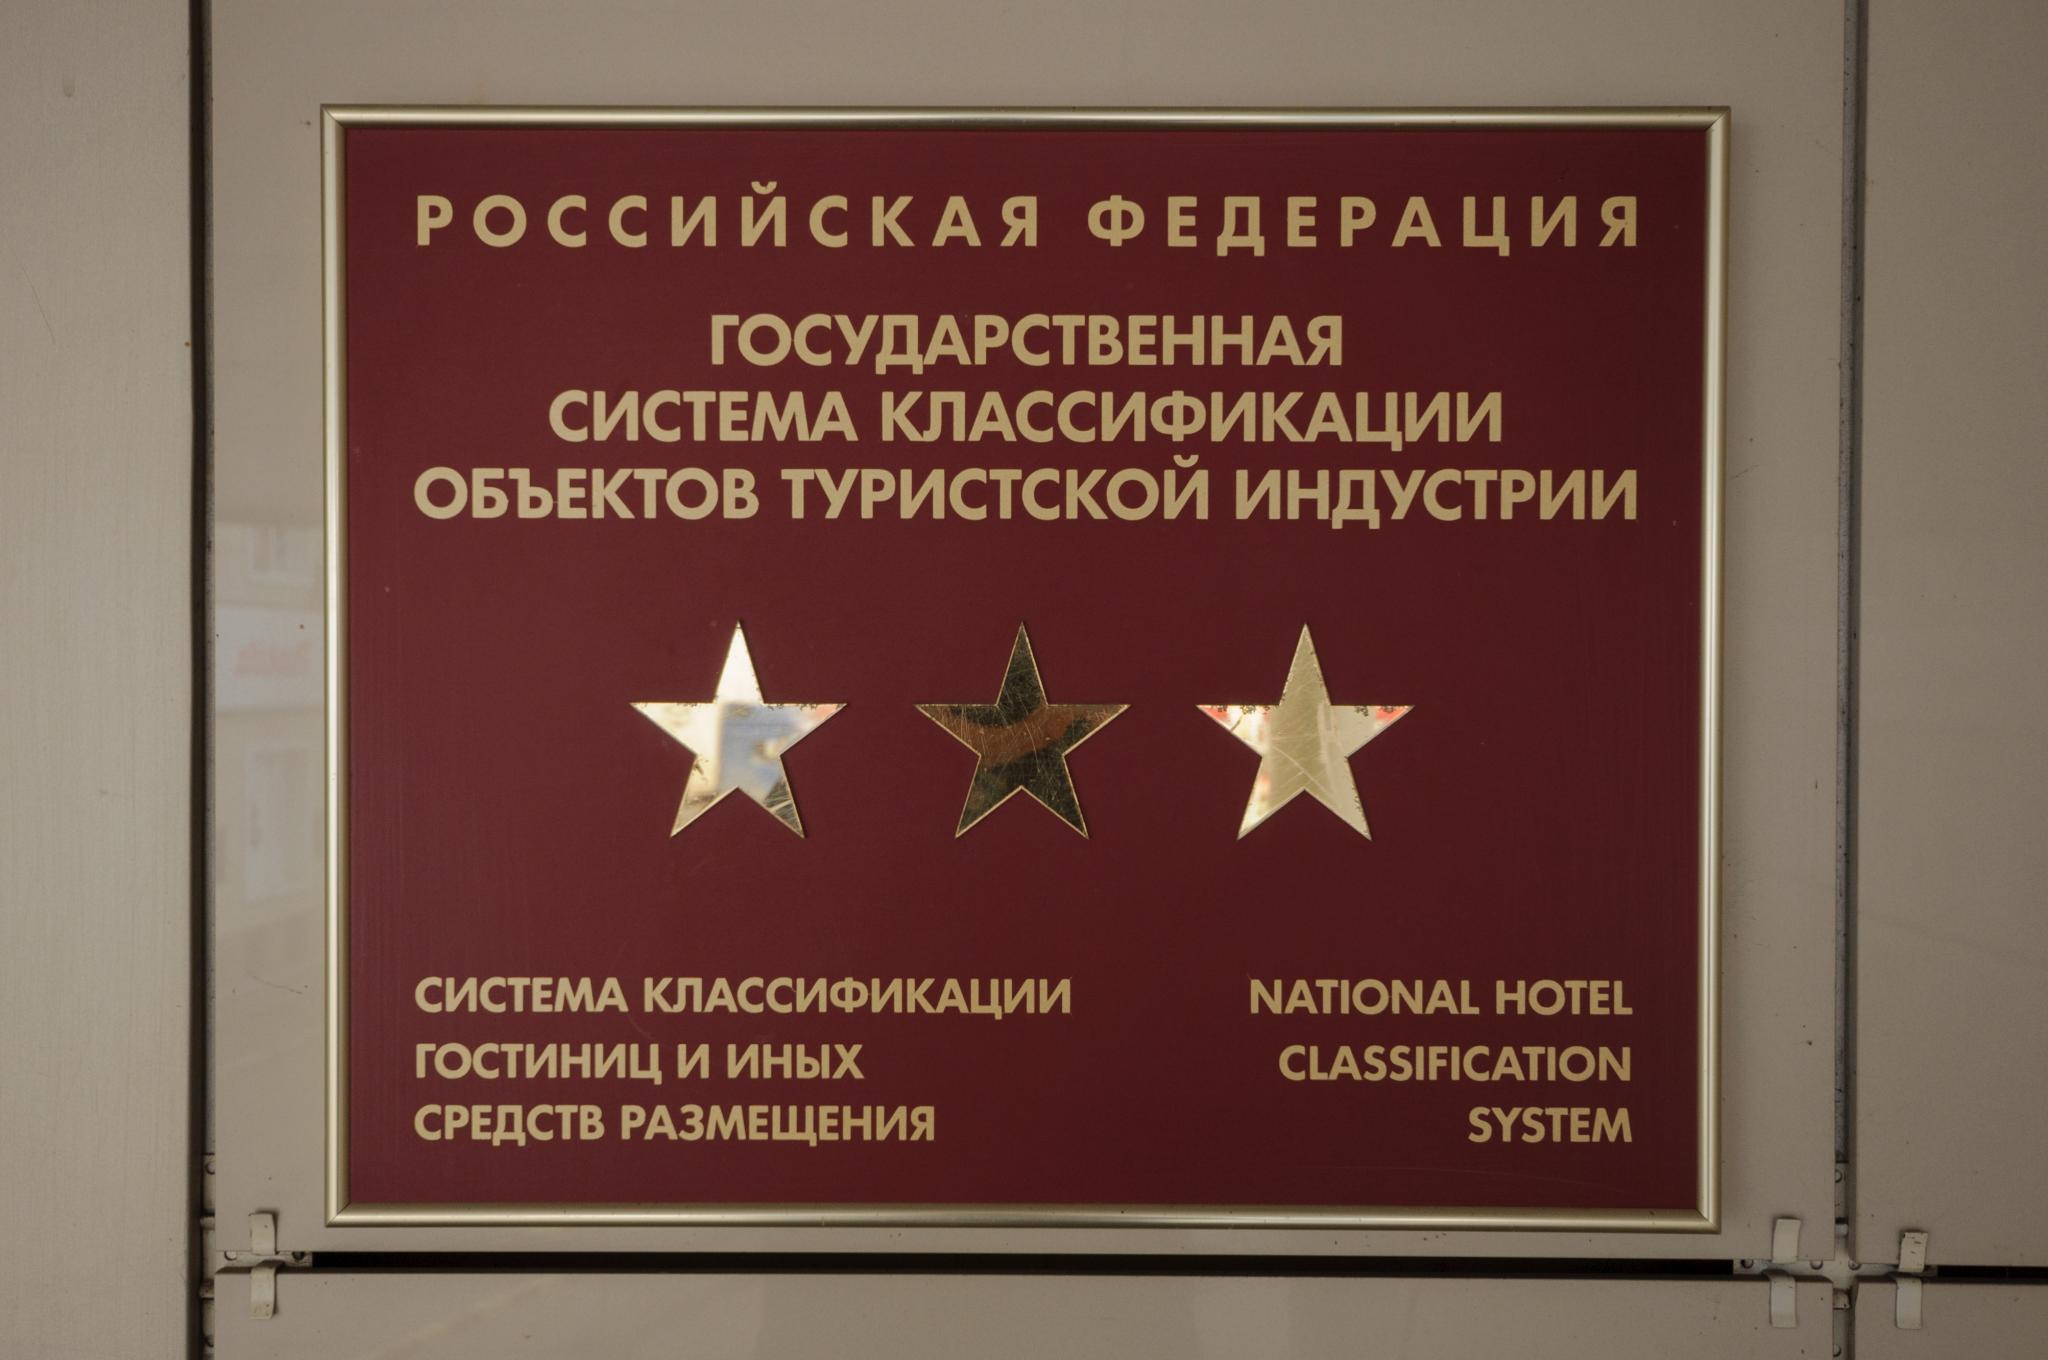 РОССИЙСКАЯ ФЕДЕРАЦИЯ
ГОСУДАРСТВЕННАЯ
СИСТЕМА КЛАССИФИКАЦИИ
ОБЪЕКТОВ ТУРИСТСКОЙ ИНДУСТРИИ
СИСТЕМА КЛАССИФИКАЦИИ
ГОСТИНИЦ И ИНЫХ
СРЕДСТВ РАЗМЕЩЕНИЯ
NATIONAL HOTEL
CLASSIFICATION
SYSTEM